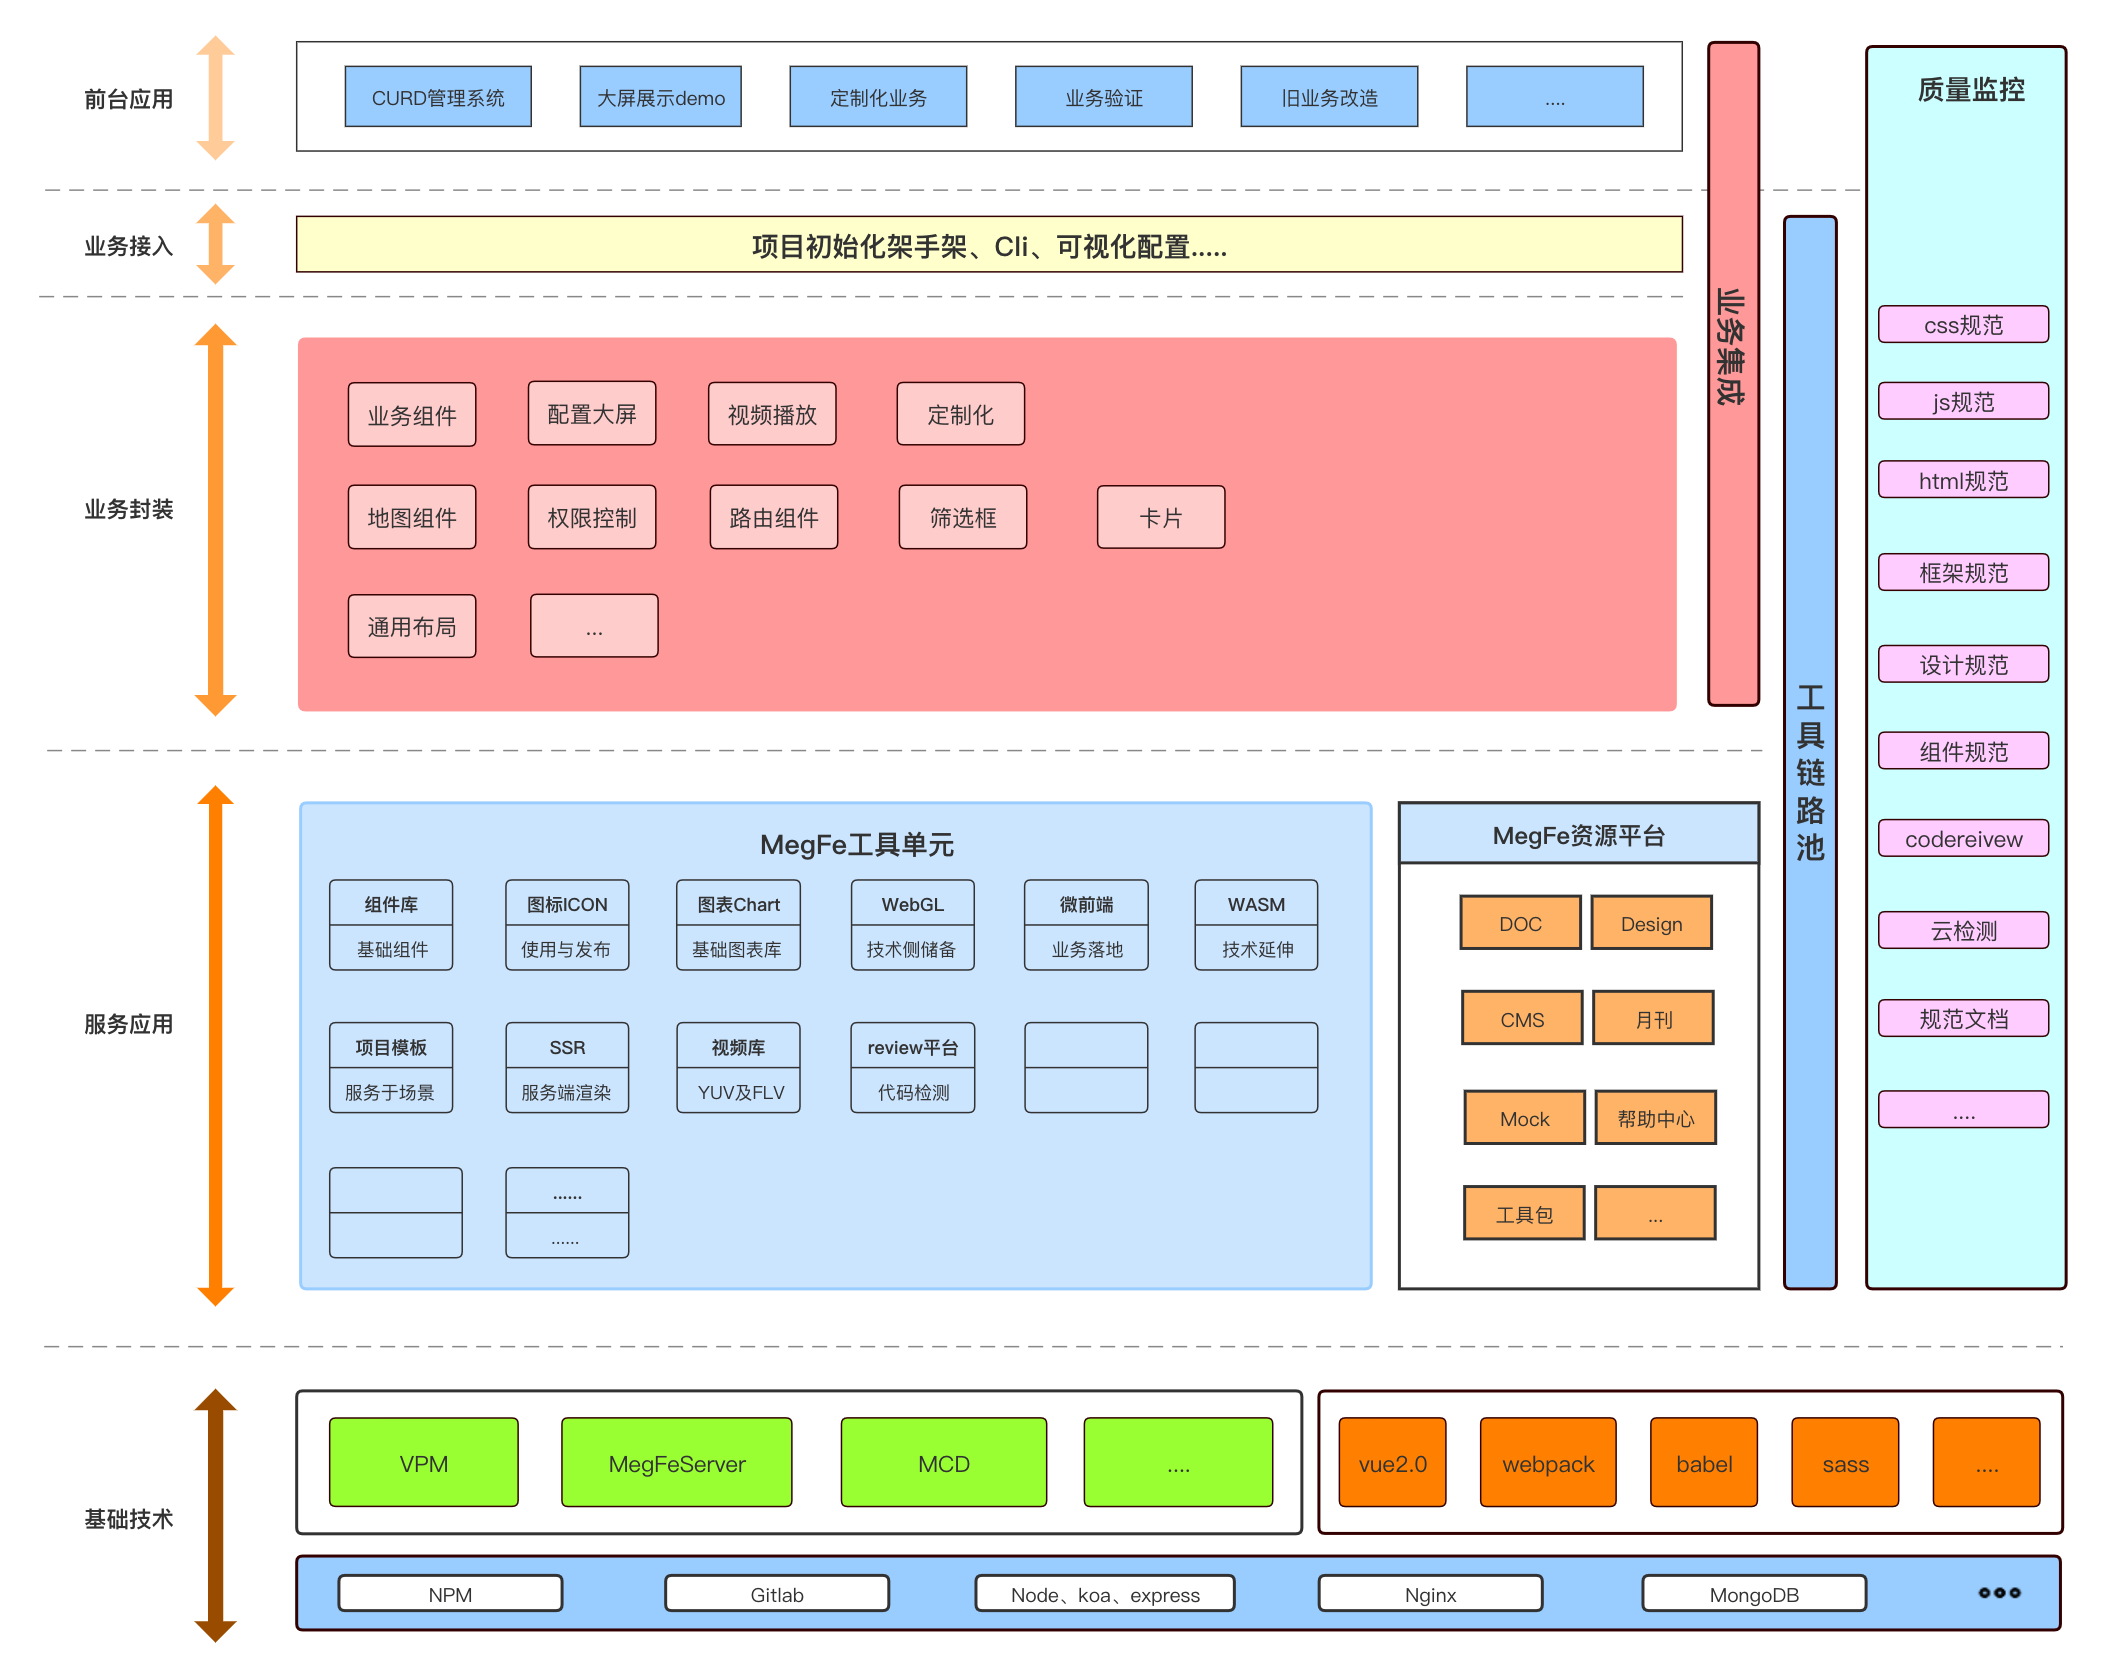 前台应用
CURD管理系统
大屏展示demo
定制化业务
业务验证
旧业务改造
....
业务接入
项目初始化架手架、Cli、可视化配置.....
业务封装
业务组件
配置大屏
视频播放
定制化
地图组件
权限控制
路由组件
筛选框
卡片
通用布局
...
业务集成
服务应用
MegFe工具单元
组件库
基础组件
图标ICON
使用与发布
图表Chart
基础图表库
WebGL
技术侧储备
微前端
业务落地
WASM
技术延伸
项目模板
服务于场景
SSR
服务端渲染
视频库
YUV及FLV
review平台
代码检测
......
......
MegFe资源平台
DOC
Design
CMS
月刊
Mock
帮助中心
工具包
...
工具链路池
质量监控
css规范
js规范
html规范
框架规范
设计规范
组件规范
codereivew
云检测
规范文档
....
基础技术
VPM
MegFeServer
MCD
....
vue2.0
webpack
babel
sass
....
NPM
Gitlab
Node、koa、express
Nginx
MongoDB
•••